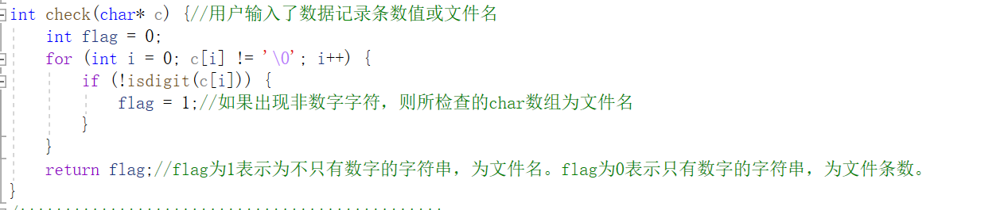 int check(char* c) {//用户输入了数据记录条数值或文件名
    int flag = 0;
    for (int i = 0; c[i] != '\0'; i++) {
        if (!isdigit(c[i])) {
            flag = 1;//如果出现非数字字符，则所检查的char数组为文件名
        }
    }
    return flag;//flag为1表示为不只有数字的字符串，为文件名。flag为0表示只有数字的字符串，为文件条数。
}